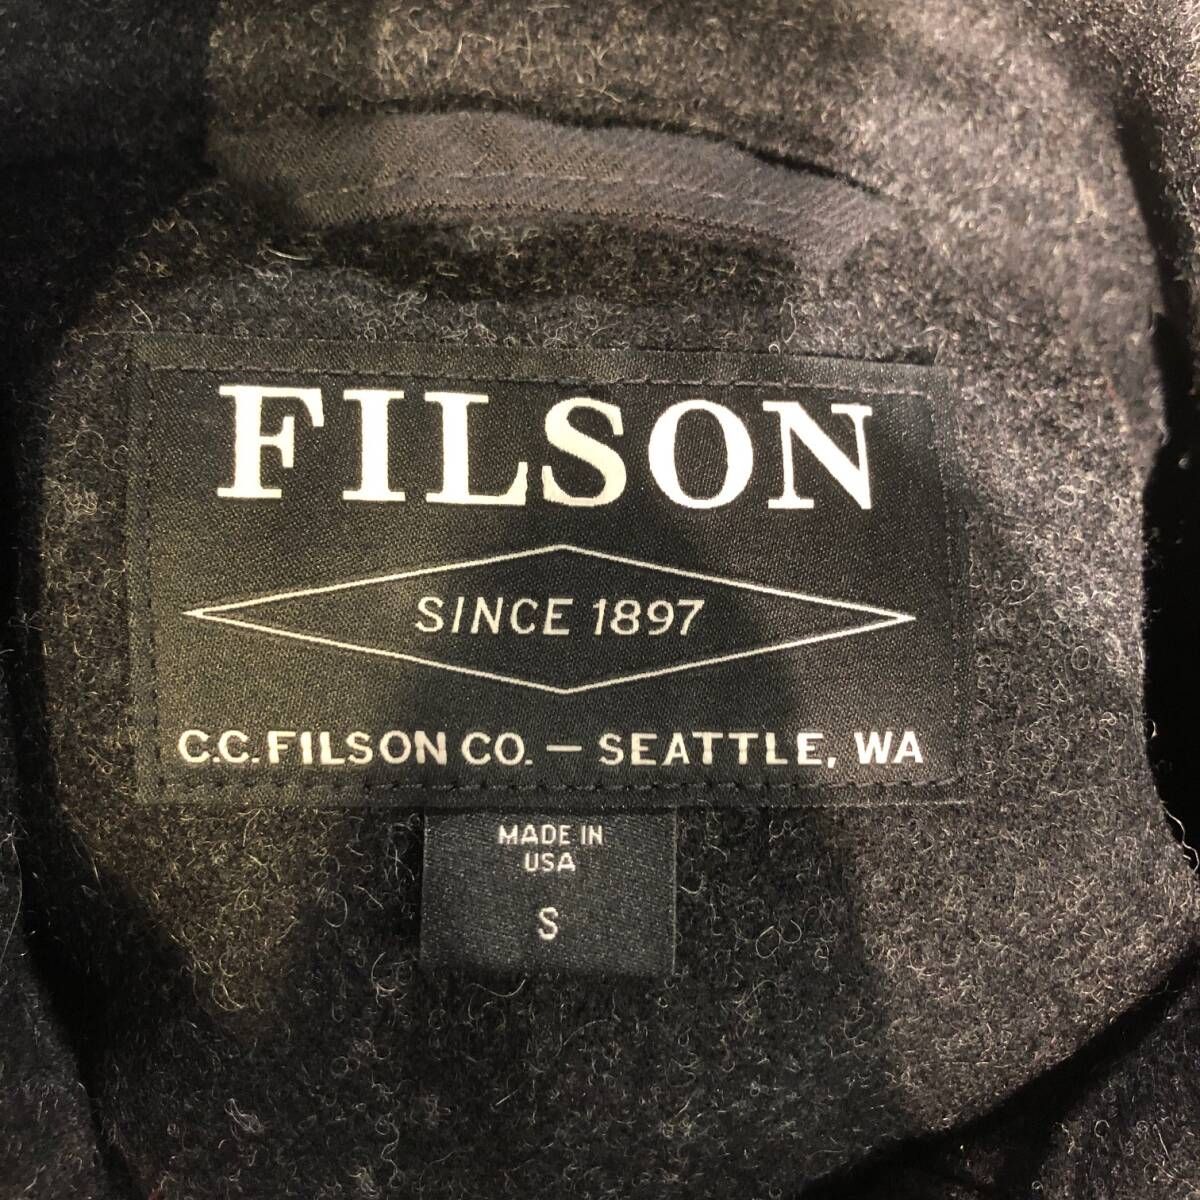 FILSON
SINCE 1897
C.C. FILSON CO. — SEATTLE, WA
MADE IN
USA
S